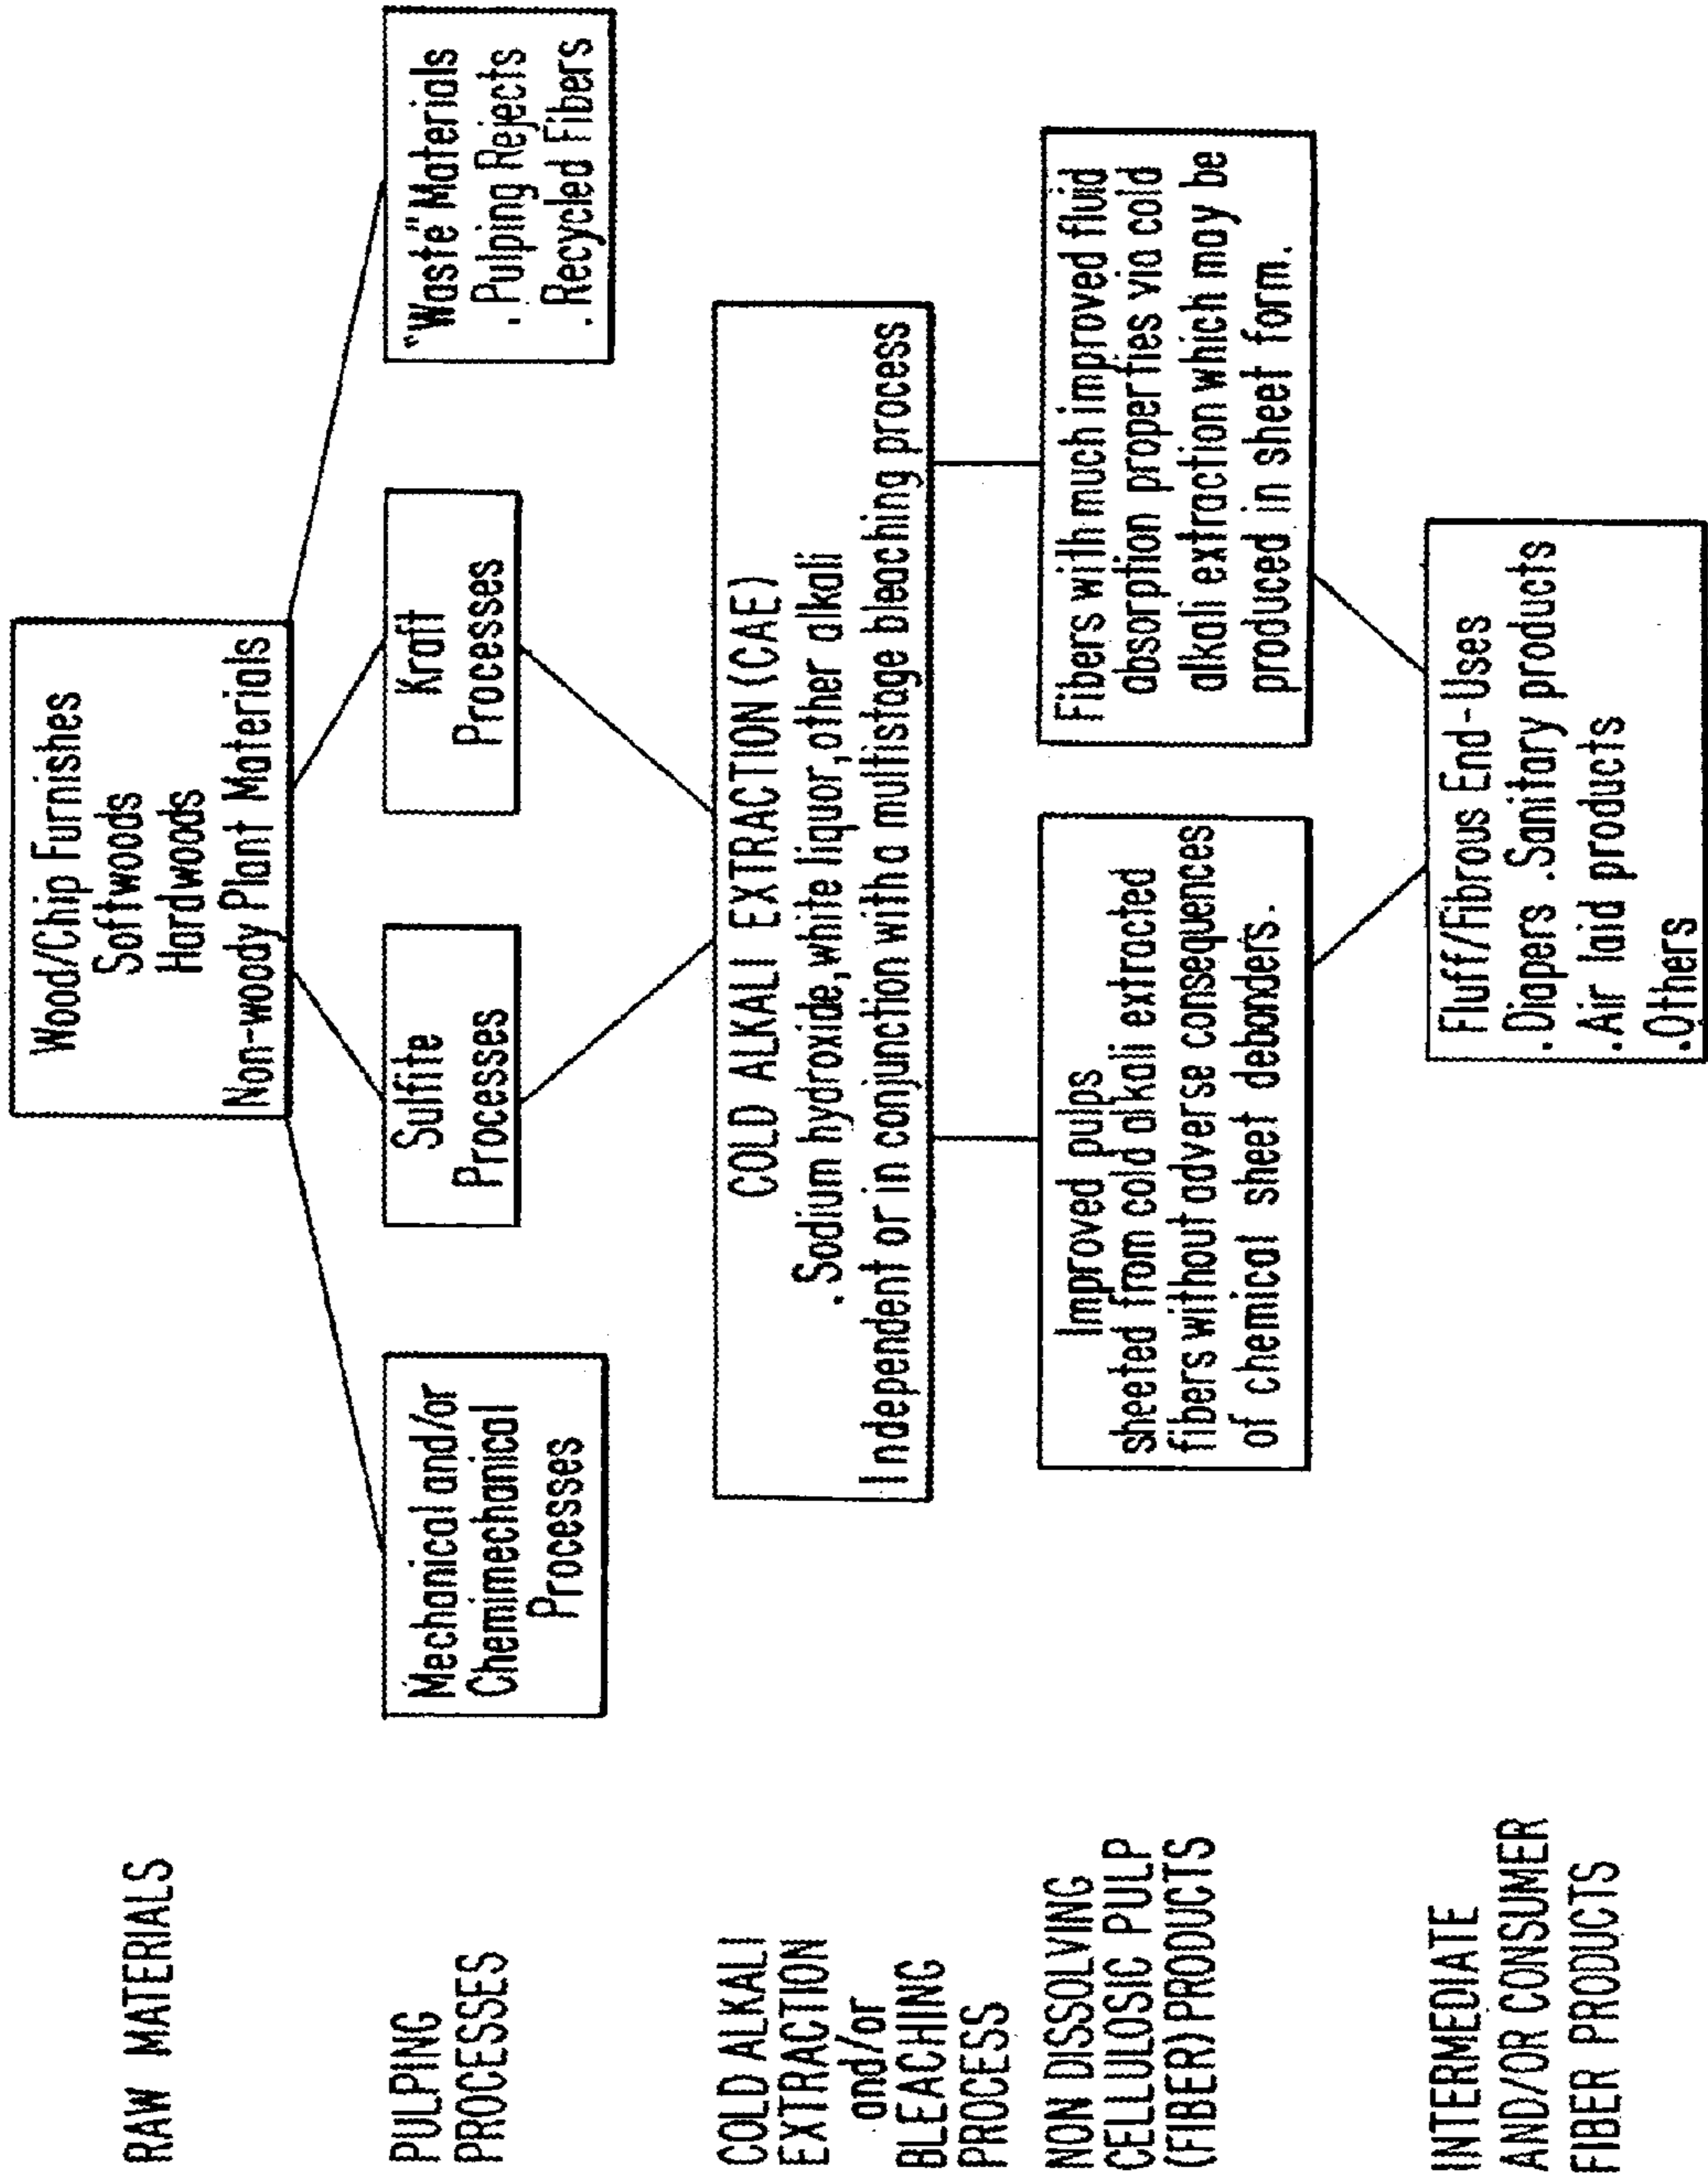 RAW MATERIALS
Wood/Chip Furnishes
Softwoods
Hardwoods
Non-woody Plant Materials
PULPING
PROCESSES
Mechanical and/or
Chemimechanical
Processes
Sulfite
Processes
Kraft
Processes
"Waste" Materials
. Pulping Rejects
. Recycled Fibers
COLD ALKALI
EXTRACTION
and/or
BLEACHING
PROCESS
COLD ALKALI EXTRACTION (CAE)
. Sodium hydroxide, white liquor, other alkali
Independent or in conjunction with a multistage bleaching process
NON DISSOLVING
CELLULOSIC PULP
(FIBER) PRODUCTS
Improved pulps
sheeted from cold alkali extracted
fibers without adverse consequences
of chemical sheet debonders.
Fibers with much improved fluid
absorption properties via cold
alkali extraction which may be
produced in sheet form.
INTERMEDIATE
AND/OR CONSUMER
FIBER PRODUCTS
Fluff/Fibrous End-Uses
. Diapers . Sanitary products
. Air laid products
. Others